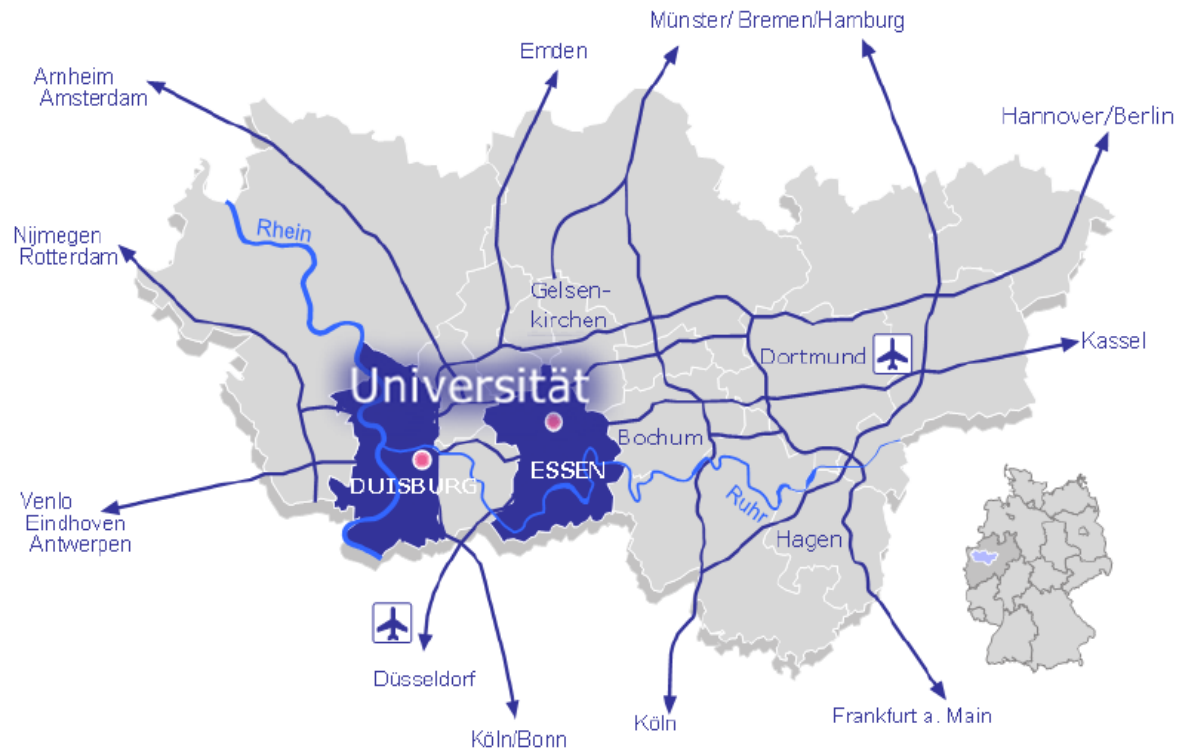 Münster/ Bremen/Hamburg
Emden
Arnheim
Amsterdam
Hannover/Berlin
Rhein
Nijmegen
Rotterdam
Gelsen-
kirchen
Dortmund
Kassel
Universität
Bochum
ESSEN
DUISBURG
Ruhr
Venlo
Eindhoven
Antwerpen
Hagen
Düsseldorf
Köln
Frankfurt a. Main
Köln/Bonn